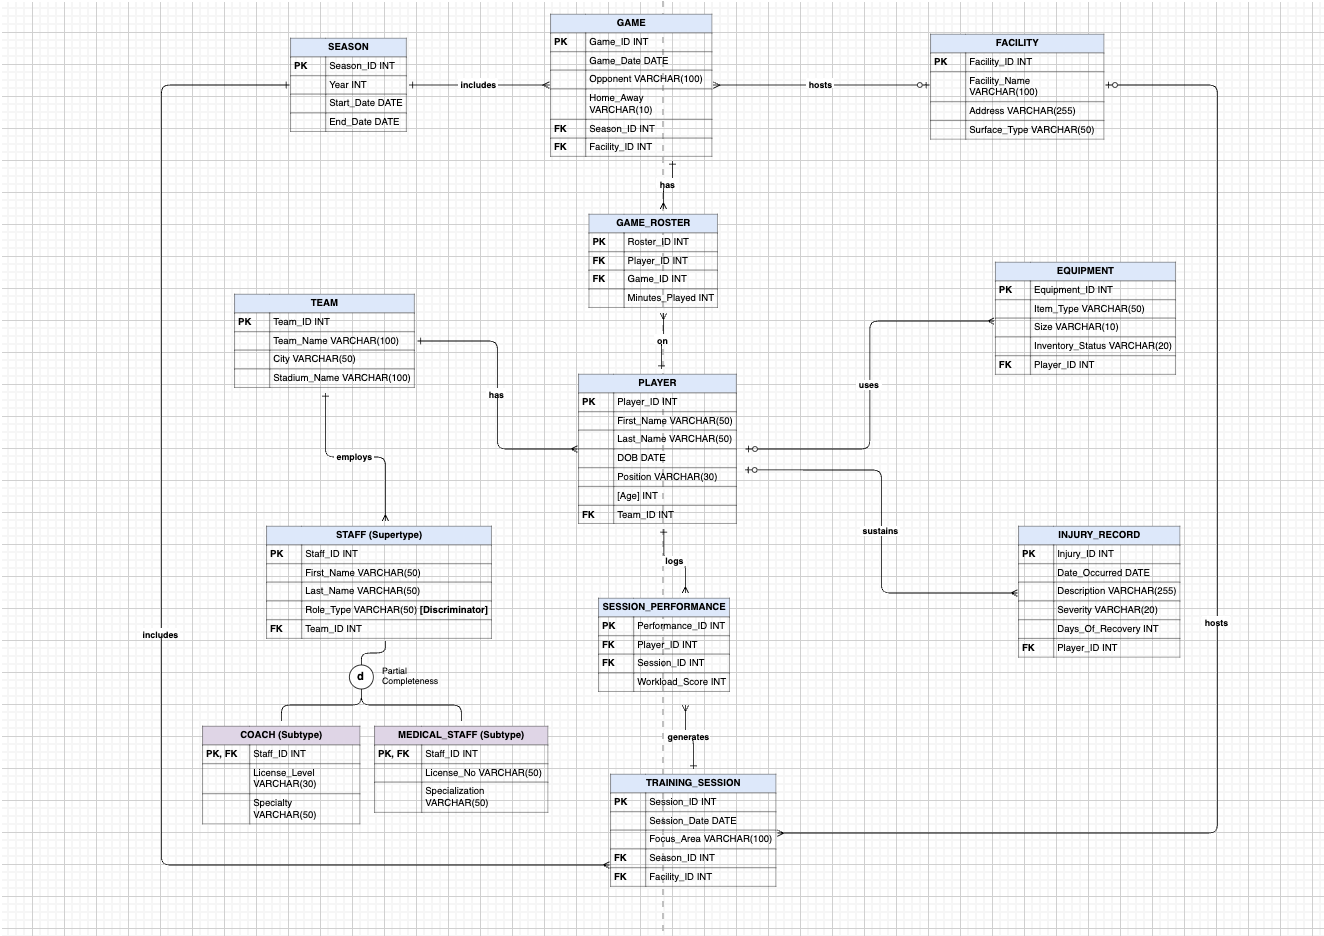 GAME
PK Game_ID INT
Game_Date DATE
Opponent VARCHAR(100)
Home_Away
VARCHAR(10)
FK Season_ID INT
FK Facility_ID INT
SEASON
PK Season_ID INT
Year INT
Start_Date DATE
End_Date DATE
includes
hosts
FACILITY
PK Facility_ID INT
Facility_Name
VARCHAR(100)
Address VARCHAR(255)
Surface_Type VARCHAR(50)
has
GAME_ROSTER
PK Roster_ID INT
FK Player_ID INT
FK Game_ID INT
Minutes_Played INT
on
EQUIPMENT
PK Equipment_ID INT
Item_Type VARCHAR(50)
Size VARCHAR(10)
Inventory_Status VARCHAR(20)
FK Player_ID INT
TEAM
PK Team_ID INT
Team_Name VARCHAR(100)
City VARCHAR(50)
Stadium_Name VARCHAR(100)
has
uses
PLAYER
PK Player_ID INT
First_Name VARCHAR(50)
Last_Name VARCHAR(50)
DOB DATE
Position VARCHAR(30)
[Age] INT
FK Team_ID INT
employs
sustains
STAFF (Supertype)
PK Staff_ID INT
First_Name VARCHAR(50)
Last_Name VARCHAR(50)
Role_Type VARCHAR(50) [Discriminator]
FK Team_ID INT
logs
INJURY_RECORD
PK Injury_ID INT
Date_Occurred DATE
Description VARCHAR(255)
Severity VARCHAR(20)
Days_Of_Recovery INT
FK Player_ID INT
hosts
includes
SESSION_PERFORMANCE
PK Performance_ID INT
FK Player_ID INT
FK Session_ID INT
Workload_Score INT
d
Partial
Completeness
COACH (Subtype)
PK, FK Staff_ID INT
License_Level
VARCHAR(30)
Specialty
VARCHAR(50)
MEDICAL_STAFF (Subtype)
PK, FK Staff_ID INT
License_No VARCHAR(50)
Specialization
VARCHAR(50)
generates
TRAINING_SESSION
PK Session_ID INT
Session_Date DATE
Focus_Area VARCHAR(100)
FK Season_ID INT
FK Facility_ID INT